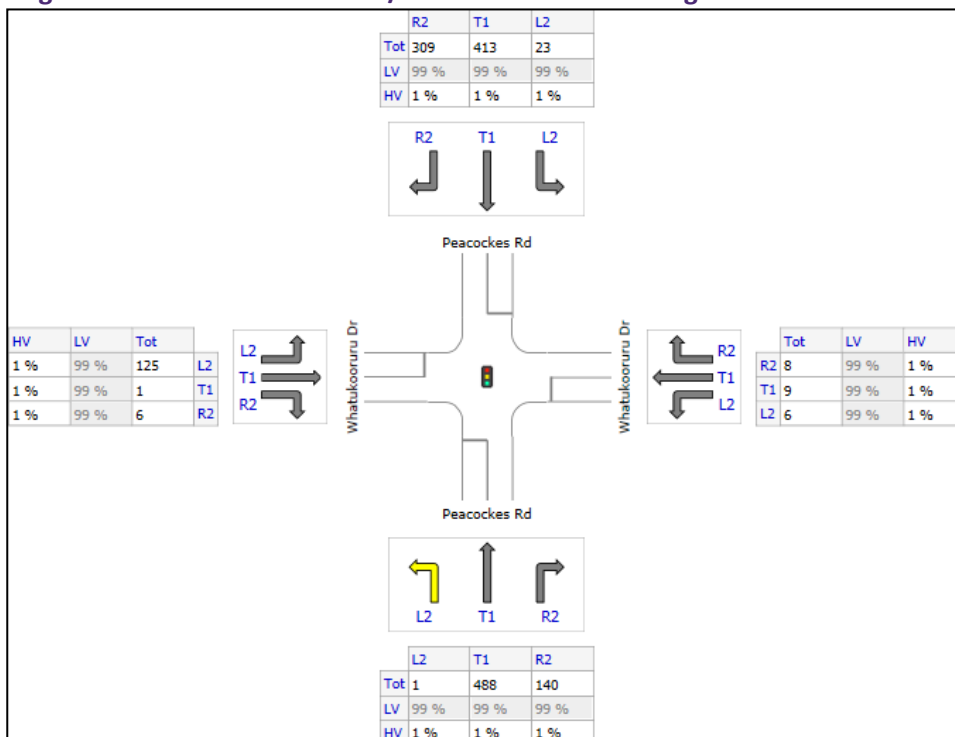 R2 T1 L2
Tot 309 413 23
LV 99 % 99 % 99 %
HV 1 % 1 % 1 %
R2 T1 L2
Peacockes Rd
HV LV Tot
1 % 99 % 125 L2
1 % 99 % 1 T1
1 % 99 % 6 R2
L2
T1
R2
Whatukooruru Dr
Whatukooruru Dr
R2
T1
L2
Tot LV HV
R2 8 99 % 1 %
T1 9 99 % 1 %
L2 6 99 % 1 %
Peacockes Rd
L2 T1 R2
L2 T1 R2
Tot 1 488 140
LV 99 % 99 % 99 %
HV 1 % 1 % 1 %